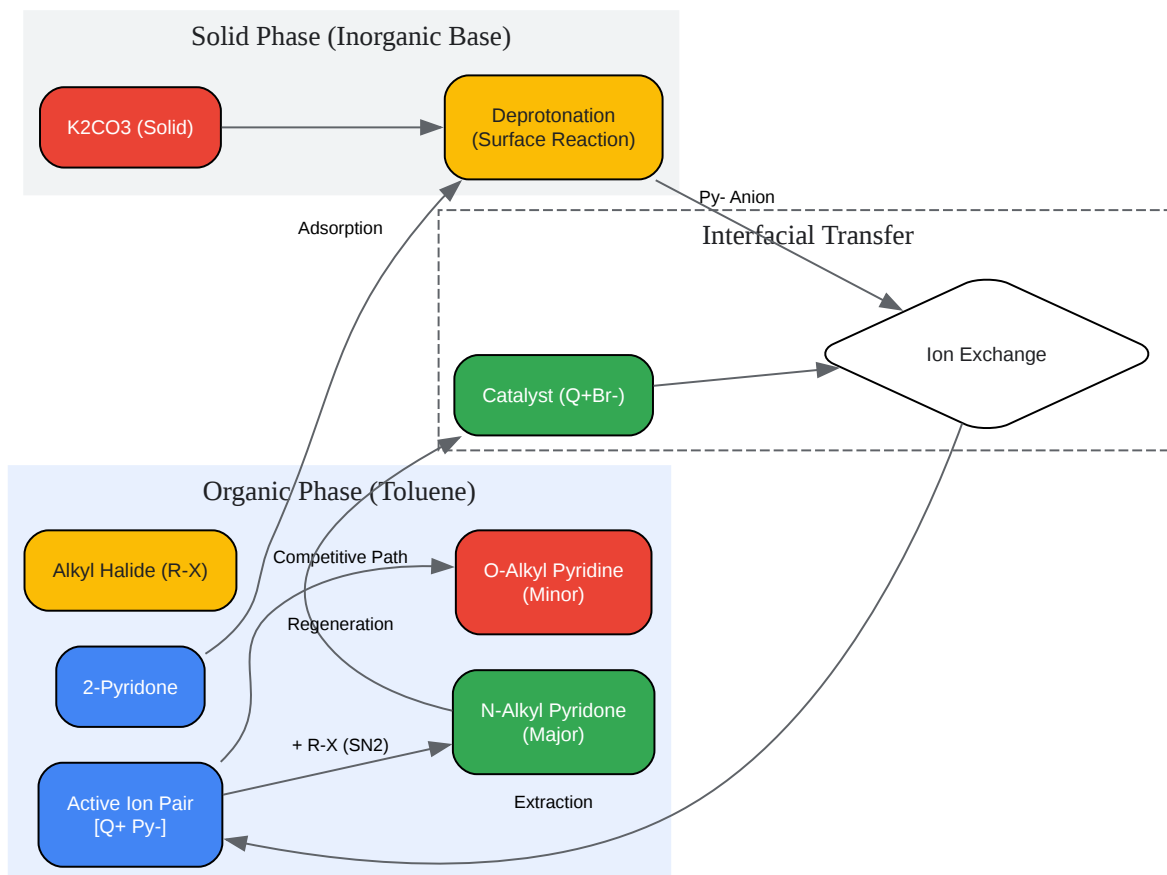 Solid Phase (Inorganic Base)
K2CO3 (Solid)
Deprotonation
(Surface Reaction)
Py- Anion
Adsorption
Interfacial Transfer
Ion Exchange
Catalyst (Q+Br-)
Organic Phase (Toluene)
Alkyl Halide (R-X)
Competitive Path
O-Alkyl Pyridine
(Minor)
Regeneration
2-Pyridone
N-Alkyl Pyridone
(Major)
+ R-X (SN2)
Active Ion Pair
[Q+ Py-]
Extraction